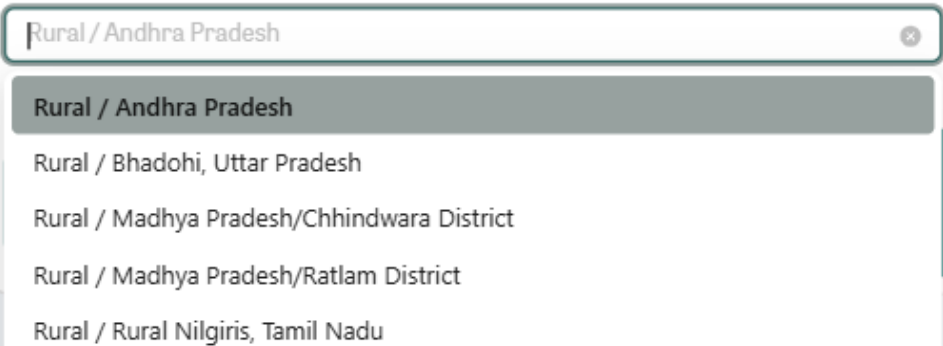 Rural / Andhra Pradesh
Rural / Andhra Pradesh
Rural / Bhadohi, Uttar Pradesh
Rural / Madhya Pradesh/Chhindwara District
Rural / Madhya Pradesh/Ratlam District
Rural / Rural Nilgiris, Tamil Nadu